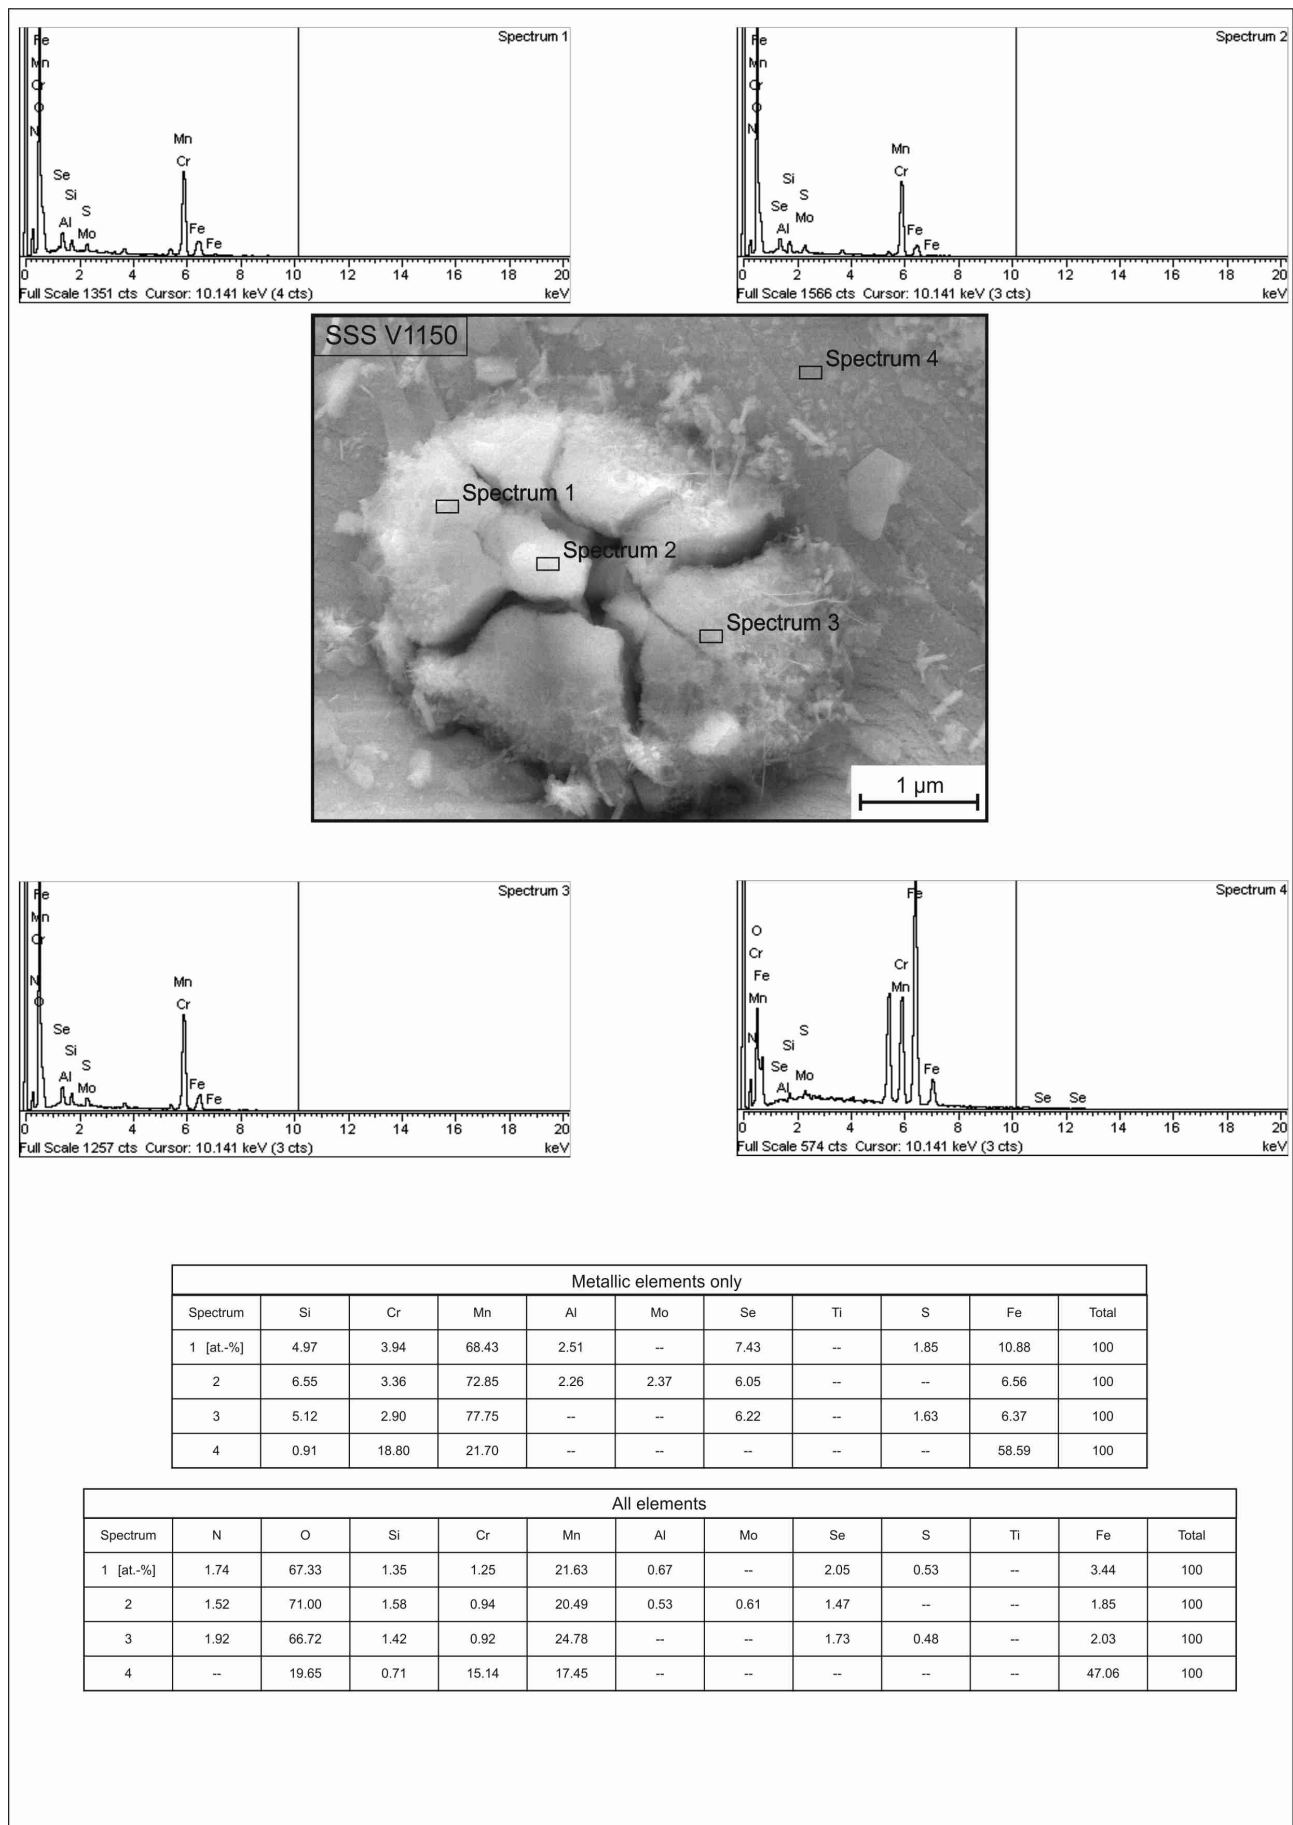 Spectrum 1
Fe
Mn
Cr
O
N
Mn
Cr
Se
Si
S
Al
Mo
Fe
Fe
0 2 4 6 8 10 12 14 16 18 20
Full Scale 1351 cts Cursor: 10.141 keV (4 cts) keV
Spectrum 2
Fe
Mn
Cr
O
N
Mn
Cr
Si
S
Se
Mo
Al
Fe
Fe
0 2 4 6 8 10 12 14 16 18 20
Full Scale 1566 cts Cursor: 10.141 keV (3 cts) keV
SSS V1150
Spectrum 4
Spectrum 1
Spectrum 2
Spectrum 3
1 µm
Spectrum 3
Fe
Mn
Cr
N
O
Mn
Cr
Se
Si
S
Al
Mo
Fe
Fe
0 2 4 6 8 10 12 14 16 18 20
Full Scale 1257 cts Cursor: 10.141 keV (3 cts) keV
Spectrum 4
Fe
O
Cr
Fe
Mn
Cr
Mn
N
S
Si
Se
Mo
Al
Fe
Se Se
0 2 4 6 8 10 12 14 16 18 20
Full Scale 574 cts Cursor: 10.141 keV (3 cts) keV
Metallic elements only
Spectrum Si Cr Mn Al Mo Se Ti S Fe Total
1 [at.-%] 4.97 3.94 68.43 2.51 -- 7.43 -- 1.85 10.88 100
2 6.55 3.36 72.85 2.26 2.37 6.05 -- -- 6.56 100
3 5.12 2.90 77.75 -- -- 6.22 -- 1.63 6.37 100
4 0.91 18.80 21.70 -- -- -- -- -- 58.59 100
All elements
Spectrum N O Si Cr Mn Al Mo Se S Ti Fe Total
1 [at.-%] 1.74 67.33 1.35 1.25 21.63 0.67 -- 2.05 0.53 -- 3.44 100
2 1.52 71.00 1.58 0.94 20.49 0.53 0.61 1.47 -- -- 1.85 100
3 1.92 66.72 1.42 0.92 24.78 -- -- 1.73 0.48 -- 2.03 100
4 -- 19.65 0.71 15.14 17.45 -- -- -- -- -- 47.06 100